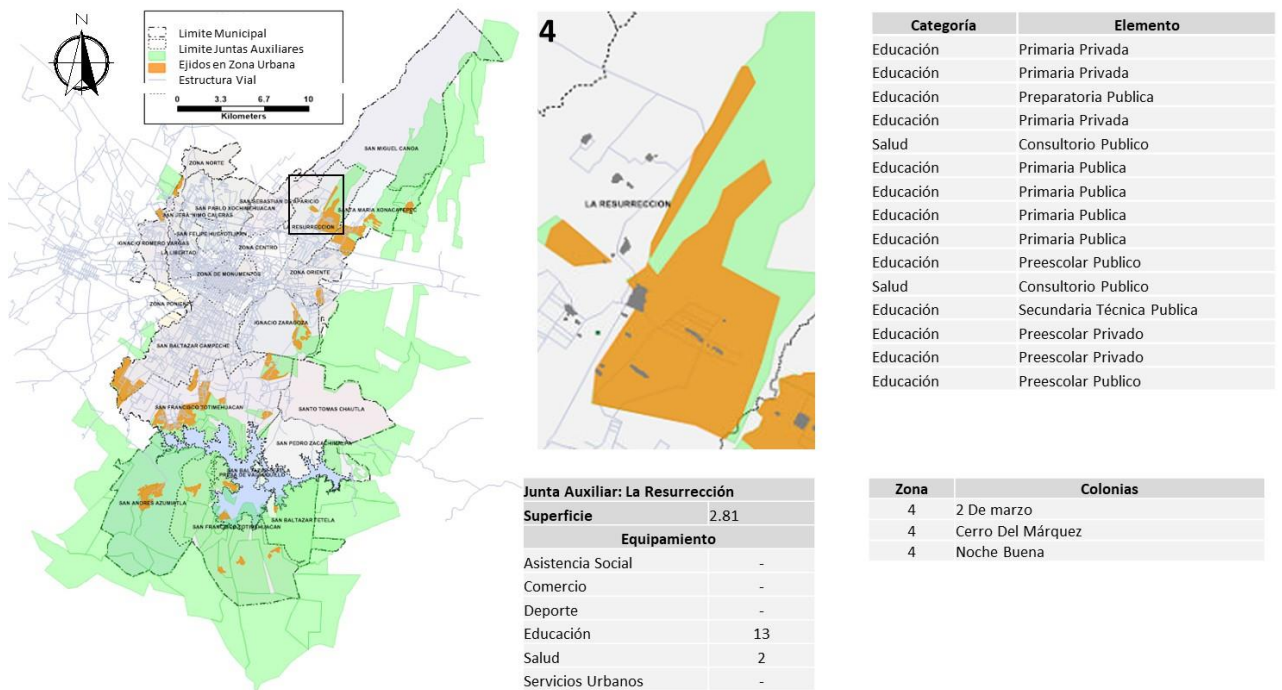 N
Limite Municipal
Limite Juntas Auxiliares
Ejidos en Zona Urbana
Estructura Vial
0 3.3 6.7 10
Kilometers
SAN MIGUEL CANOA
ZONA NORTE
SAN SEBASTIAN DE APARICIO
SAN PABLO XOCHIMEHUACAN
SANTA MARIA XONACATEPEC
SAN JERONIMO CALERAS
RESURRECCION
SAN FELIPE HUEYOTLIPAN
IGNACIO ROMERO VARGAS
ZONA CENTRO
LA LIBERTAD
ZONA DE MONUMENTOS
ZONA ORIENTE
ZONA PONIENTE
IGNACIO ZARAGOZA
SAN BALTAZAR CAMPECHE
SAN FRANCISCO TOTIMEHUACAN
SANTO TOMAS CHAUTLA
SAN PEDRO ZACACHIMALPA
SAN ANDRES AZUMIATLA
SAN BALTAZAR TETELA
SAN FRANCISCO TOTIMEHUACAN
4
LA RESURRECCION
Categoría Elemento
Educación Primaria Privada
Educación Primaria Privada
Educación Preparatoria Publica
Educación Primaria Privada
Salud Consultorio Publico
Educación Primaria Publica
Educación Primaria Publica
Educación Primaria Publica
Educación Primaria Publica
Educación Preescolar Publico
Salud Consultorio Publico
Educación Secundaria Técnica Publica
Educación Preescolar Privado
Educación Preescolar Privado
Educación Preescolar Publico
Junta Auxiliar: La Resurrección
Superficie 2.81
Equipamiento
Asistencia Social -
Comercio -
Deporte -
Educación 13
Salud 2
Servicios Urbanos -
Zona Colonias
4 2 De marzo
4 Cerro Del Márquez
4 Noche Buena